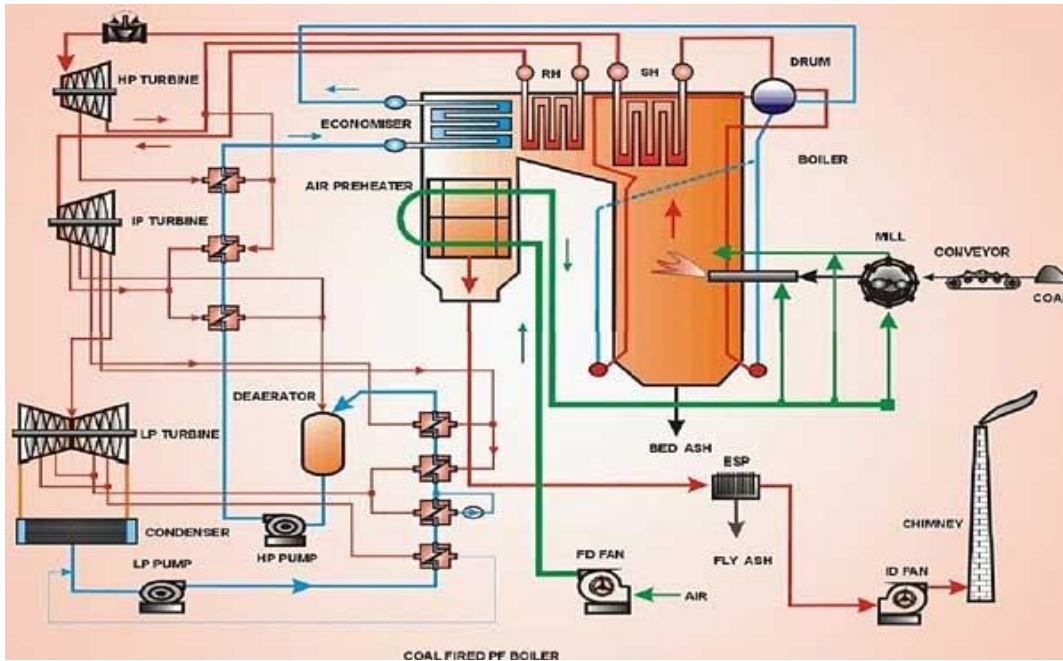 HP TURBINE
RH
SH
DRUM
ECONOMISER
BOILER
AIR PREHEATER
IP TURBINE
MILL
CONVEYOR
COAL
DEAERATOR
LP TURBINE
BED ASH
ESP
CHIMNEY
CONDENSER
HP PUMP
FD FAN
FLY ASH
LP PUMP
ID FAN
AIR
COAL FIRED PF BOILER